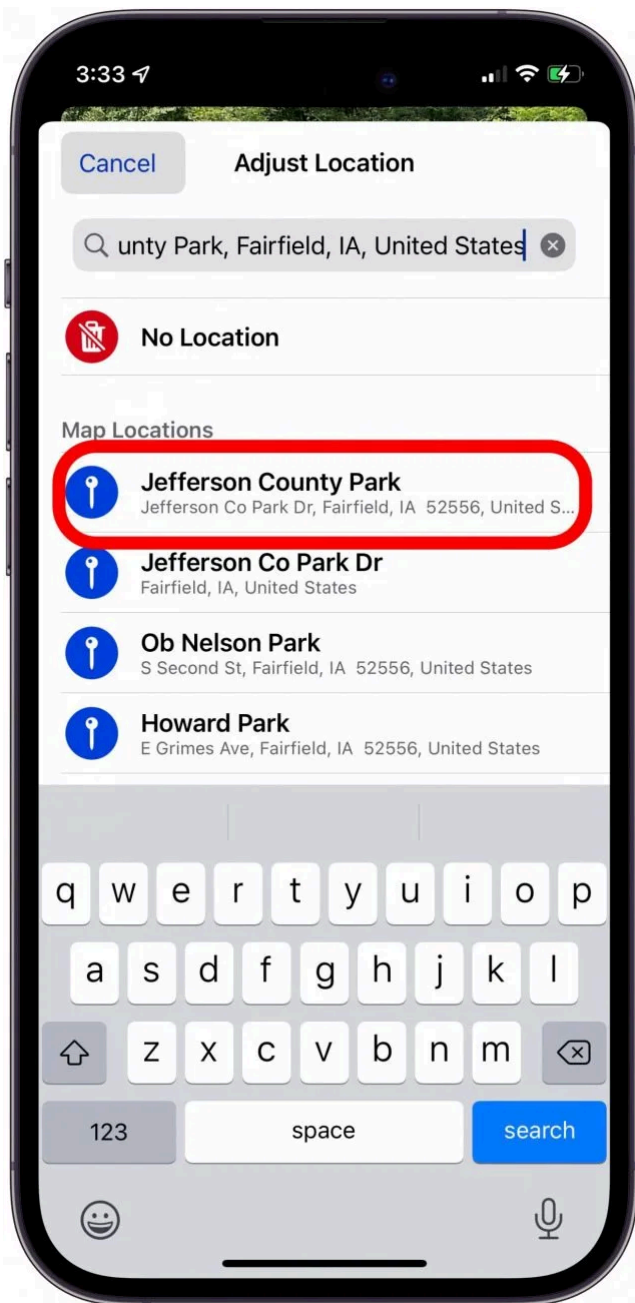 3:33
Cancel Adjust Location
unty Park, Fairfield, IA, United States
No Location
Map Locations
Jefferson County Park
Jefferson Co Park Dr, Fairfield, IA 52556, United S...
Jefferson Co Park Dr
Fairfield, IA, United States
Ob Nelson Park
S Second St, Fairfield, IA 52556, United States
Howard Park
E Grimes Ave, Fairfield, IA 52556, United States
q w e r t y u i o p
a s d f g h j k l
z x c v b n m
123 space search